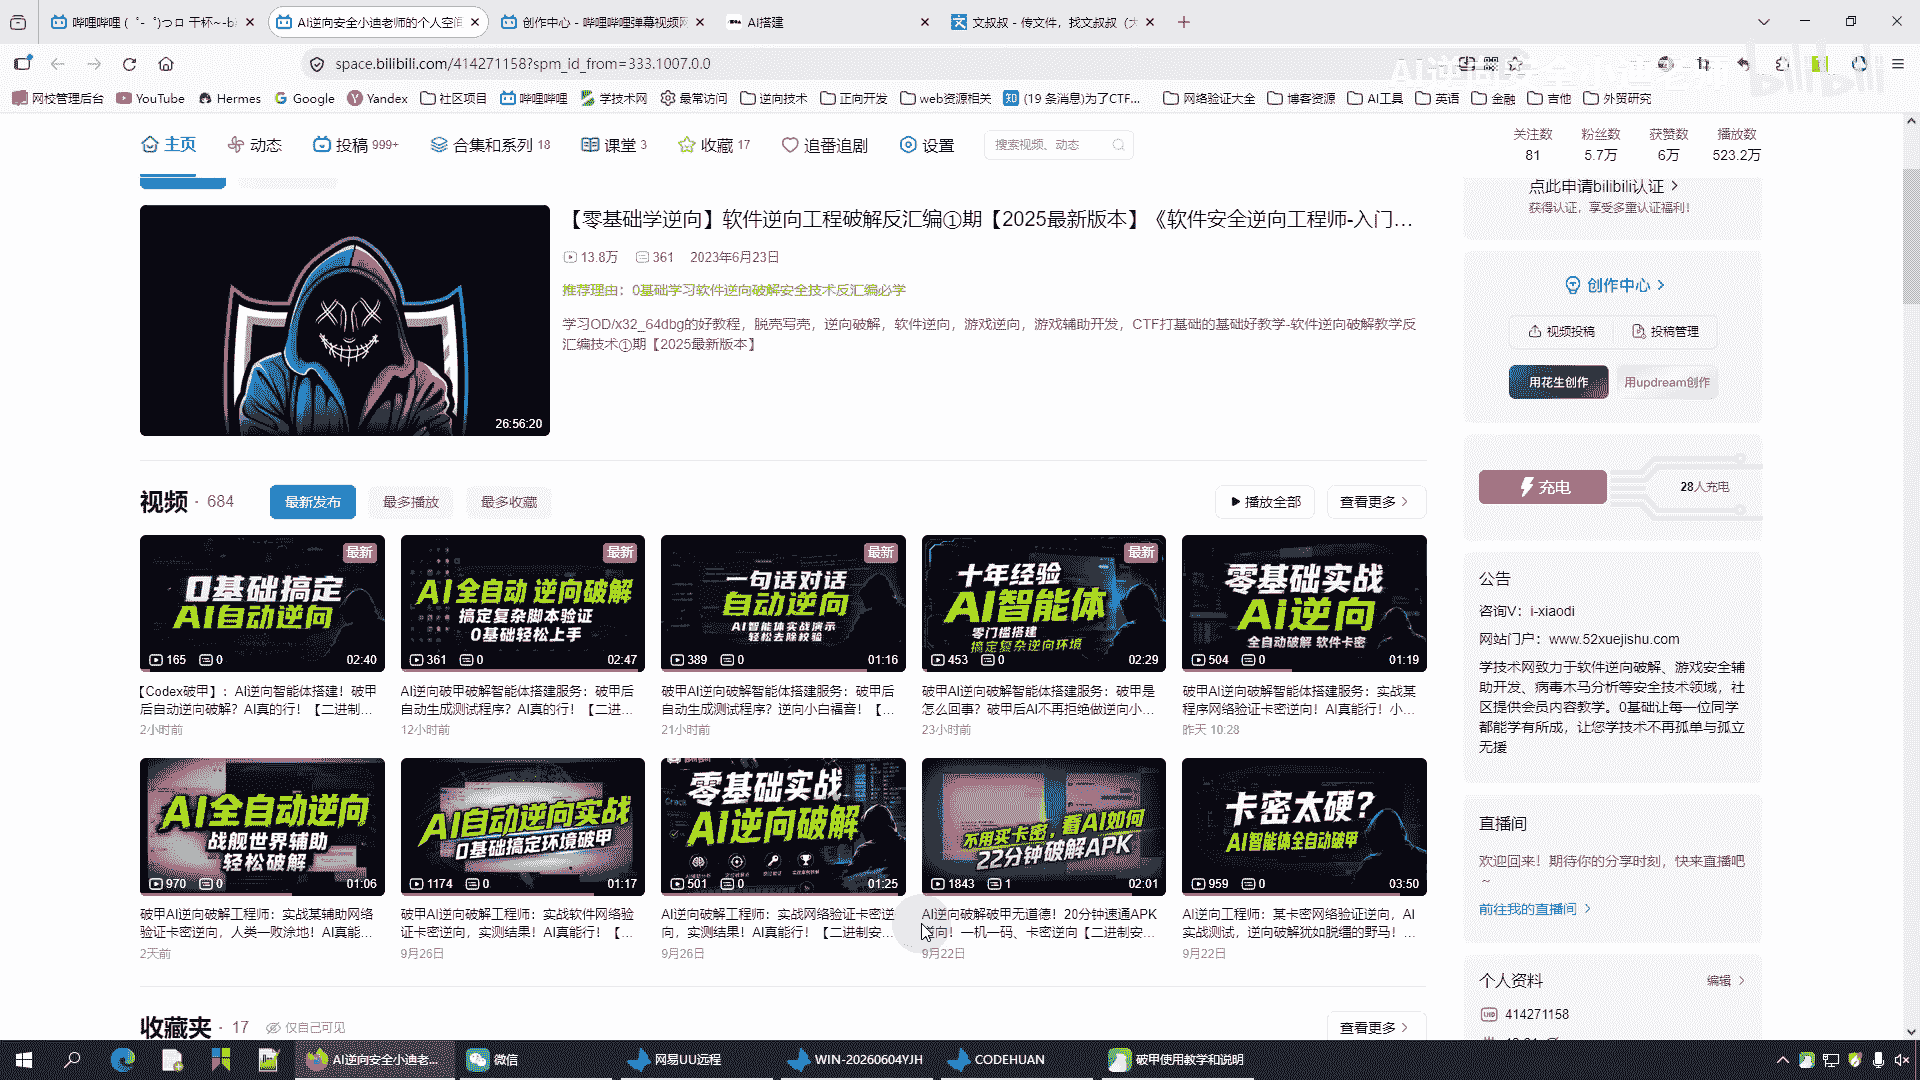 哔哩哔哩 (゜-゜)つロ 干杯~-bi
AI逆向安全小迪老师的个人空间
创作中心 - 哔哩哔哩弹幕视频网
AI搭建
文叔叔 - 传文件，找文叔叔（大
space.bilibili.com/414271158?spm_id_from=333.1007.0.0
网校管理后台
YouTube
Hermes
Google
Yandex
社区项目
哔哩哔哩
学技术网
最常访问
逆向技术
正向开发
web资源相关
(19 条消息)为了CTF...
网络验证大全
博客资源
AI工具
英语
金融
吉他
外贸研究
主页
动态
投稿 999+
合集和系列 18
课堂 3
收藏 17
追番追剧
设置
搜索视频、动态
关注数
粉丝数
获赞数
播放数
81
5.7万
6万
523.2万
26:56:20
【零基础学逆向】软件逆向工程破解反汇编①期【2025最新版本】《软件安全逆向工程师-入门...
13.8万 361 2023年6月23日
推荐理由：0基础学习软件逆向破解安全技术反汇编必学
学习OD/x32_64dbg的好教程，脱壳写壳，逆向破解，软件逆向，游戏逆向，游戏辅助开发，CTF打基础的基础好教学-软件逆向破解教学反
汇编技术①期【2025最新版本】
视频 · 684
最新发布
最多播放
最多收藏
播放全部
查看更多
最新
0基础搞定
AI自动逆向
165 0 02:40
【Codex破甲】：AI逆向智能体搭建！破甲
后自动逆向破解？AI真的行！【二进制...
2小时前
最新
AI全自动 逆向破解
搞定复杂脚本验证
0基础轻松上手
361 0 02:47
AI逆向破甲破解智能体搭建服务：破甲后
自动生成测试程序？AI真的行！【二进...
12小时前
最新
一句话对话
自动逆向
AI智能体实战演示
轻松去除校验
389 0 01:16
破甲AI逆向破解智能体搭建服务：破甲后
自动生成测试程序？逆向小白福音！【...
21小时前
最新
十年经验
AI智能体
零门槛搭建
搞定复杂逆向环境
453 0 02:29
破甲AI逆向破解智能体搭建服务：破甲是
怎么回事？破甲后AI不再拒绝做逆向小...
23小时前
零基础实战
Ai逆向
全自动破解 软件卡密
504 0 01:19
破甲AI逆向破解智能体搭建服务：实战某
程序网络验证卡密逆向！AI真能行！小...
昨天 10:28
AI全自动逆向
战舰世界辅助
轻松破解
970 0 01:06
破甲AI逆向破解工程师：实战某辅助网络
验证卡密逆向，人类一败涂地！AI真能...
2天前
AI自动逆向实战
0基础搞定环境破甲
1174 0 01:17
破甲AI逆向破解工程师：实战软件网络验
证卡密逆向，实测结果！AI真能行！【...
9月26日
零基础实战
AI逆向破解
501 0 01:25
AI逆向破解工程师：实战网络验证卡密逆
向，实测结果！AI真能行！【二进制安...
9月26日
不用买卡密，看AI如何
22分钟破解APK
1843 1 02:01
AI逆向破解破甲无道德！20分钟速通APK
逆向！一机一码、卡密逆向【二进制安...
9月22日
卡密太硬？
AI智能体全自动破甲
959 0 03:50
AI逆向工程师：某卡密网络验证逆向，AI
实战测试，逆向破解犹如脱缰的野马！...
9月22日
收藏夹 · 17 仅自己可见
查看更多
点此申请bilibili认证
获得认证，享受多重认证福利！
创作中心
视频投稿
投稿管理
用花生创作
用updream创作
充电
28人充电
公告
咨询V：i-xiaodi
网站门户：www.52xuejishu.com
学技术网致力于软件逆向破解、游戏安全辅
助开发、病毒木马分析等安全技术领域，社
区提供会员内容教学。0基础让每一位同学
都能学有所成，让您学技术不再孤单与孤立
无援
直播间
欢迎回来！期待你的分享时刻，快来直播吧
~
前往我的直播间
个人资料
编辑
UID 414271158
AI逆向安全小迪老...
微信
网易UU远程
WIN-20260604YJH
CODEHUAN
破甲使用教学和说明